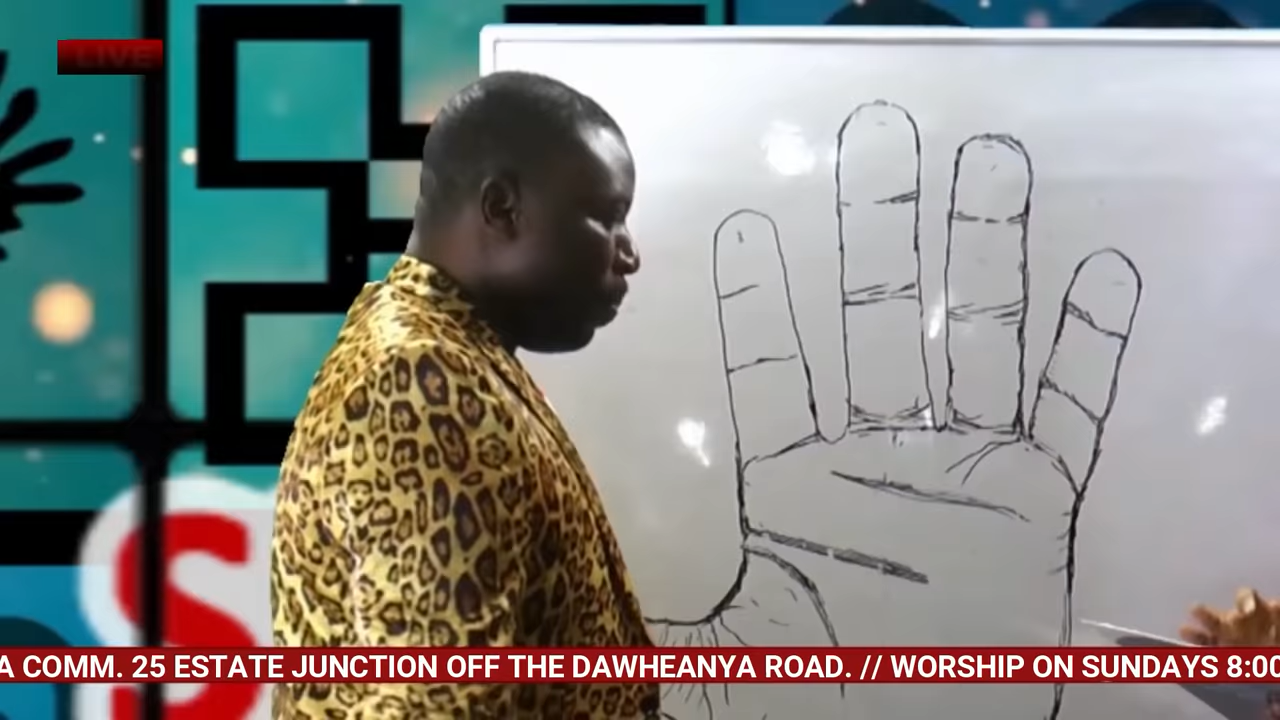 LIVE
S
A COMM. 25 ESTATE JUNCTION OFF THE DAWHEANYA ROAD. // WORSHIP ON SUNDAYS 8:00